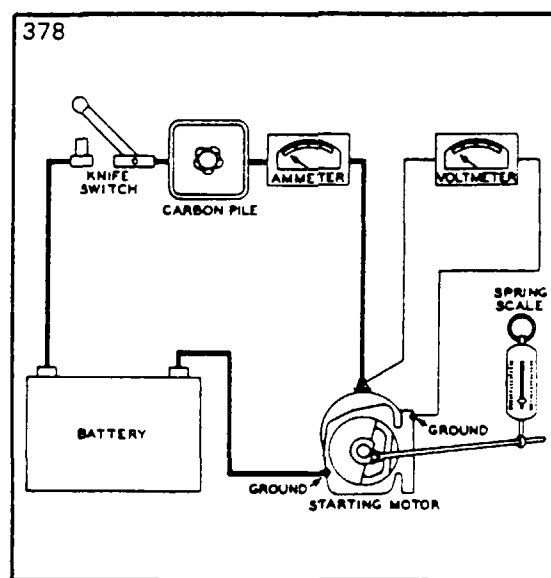 378
KNIFE
SWITCH
CARBON PILE
AMMETER
VOLTMETER
SPRING
SCALE
BATTERY
GROUND
GROUND
STARTING MOTOR